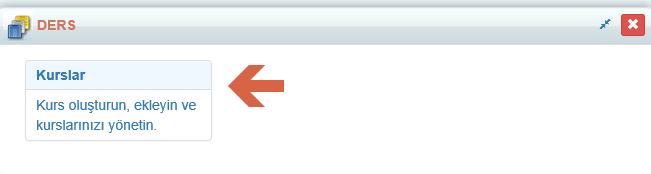 DERS
Kurslar
Kurs oluşturun, ekleyin ve
kurslarınızı yönetin.